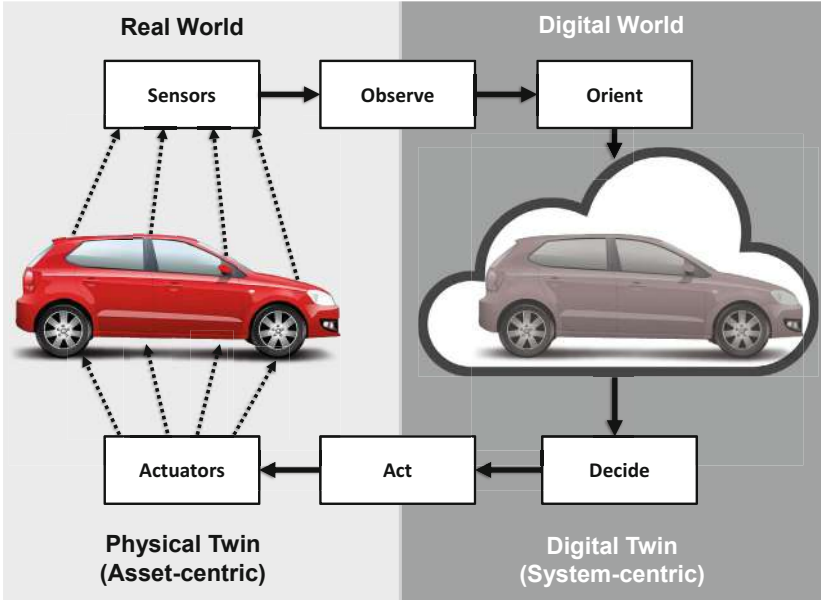 Real World
Digital World
Sensors
Observe
Orient
Actuators
Act
Decide
Physical Twin
(Asset-centric)
Digital Twin
(System-centric)